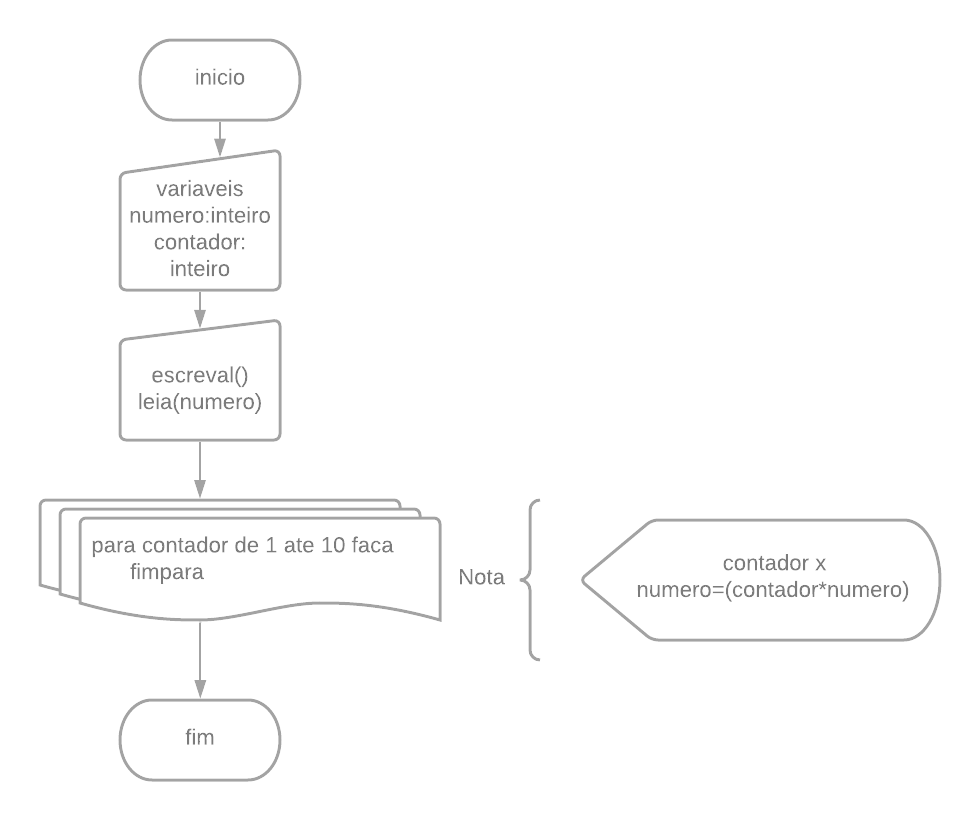 inicio
variaveis
numero:inteiro
contador:
inteiro
escreval()
leia(numero)
para contador de 1 ate 10 faca
fimpara
Nota
contador x
numero=(contador*numero)
fim